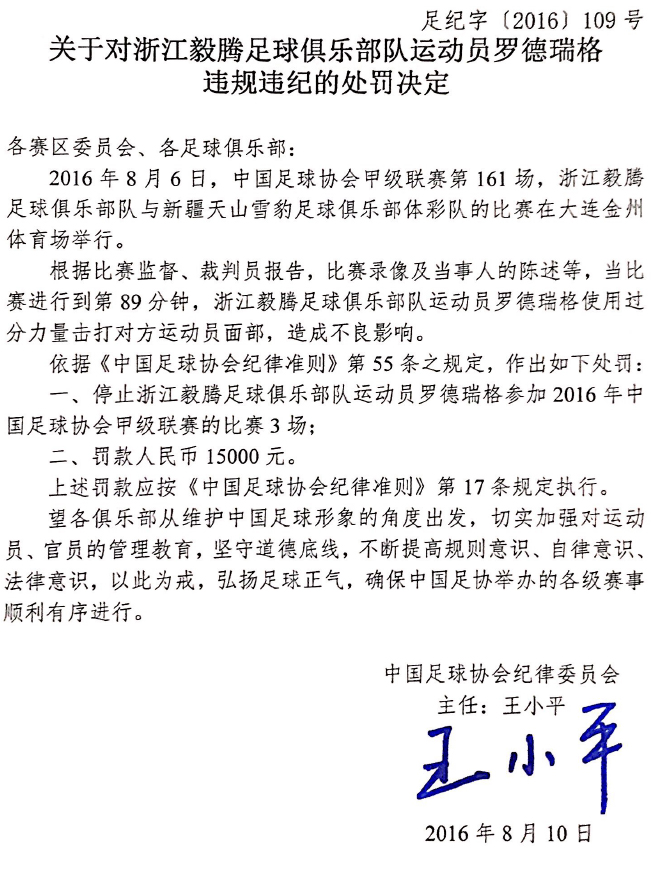 足纪字〔2016〕109 号
关于对浙江毅腾足球俱乐部队运动员罗德瑞格
违规违纪的处罚决定
各赛区委员会、各足球俱乐部：
2016 年 8 月 6 日，中国足球协会甲级联赛第 161 场，浙江毅腾
足球俱乐部队与新疆天山雪豹足球俱乐部体彩队的比赛在大连金州
体育场举行。
根据比赛监督、裁判员报告，比赛录像及当事人的陈述等，当比
赛进行到第 89 分钟，浙江毅腾足球俱乐部队运动员罗德瑞格使用过
分力量击打对方运动员面部，造成不良影响。
依据《中国足球协会纪律准则》第 55 条之规定，作出如下处罚：
一、停止浙江毅腾足球俱乐部队运动员罗德瑞格参加 2016 年中
国足球协会甲级联赛的比赛 3 场；
二、罚款人民币 15000 元。
上述罚款应按《中国足球协会纪律准则》第 17 条规定执行。
望各俱乐部从维护中国足球形象的角度出发，切实加强对运动
员、官员的管理教育，坚守道德底线，不断提高规则意识、自律意识、
法律意识，以此为戒，弘扬足球正气，确保中国足协举办的各级赛事
顺利有序进行。
中国足球协会纪律委员会
主任：王小平
王小平
2016 年 8 月 10 日